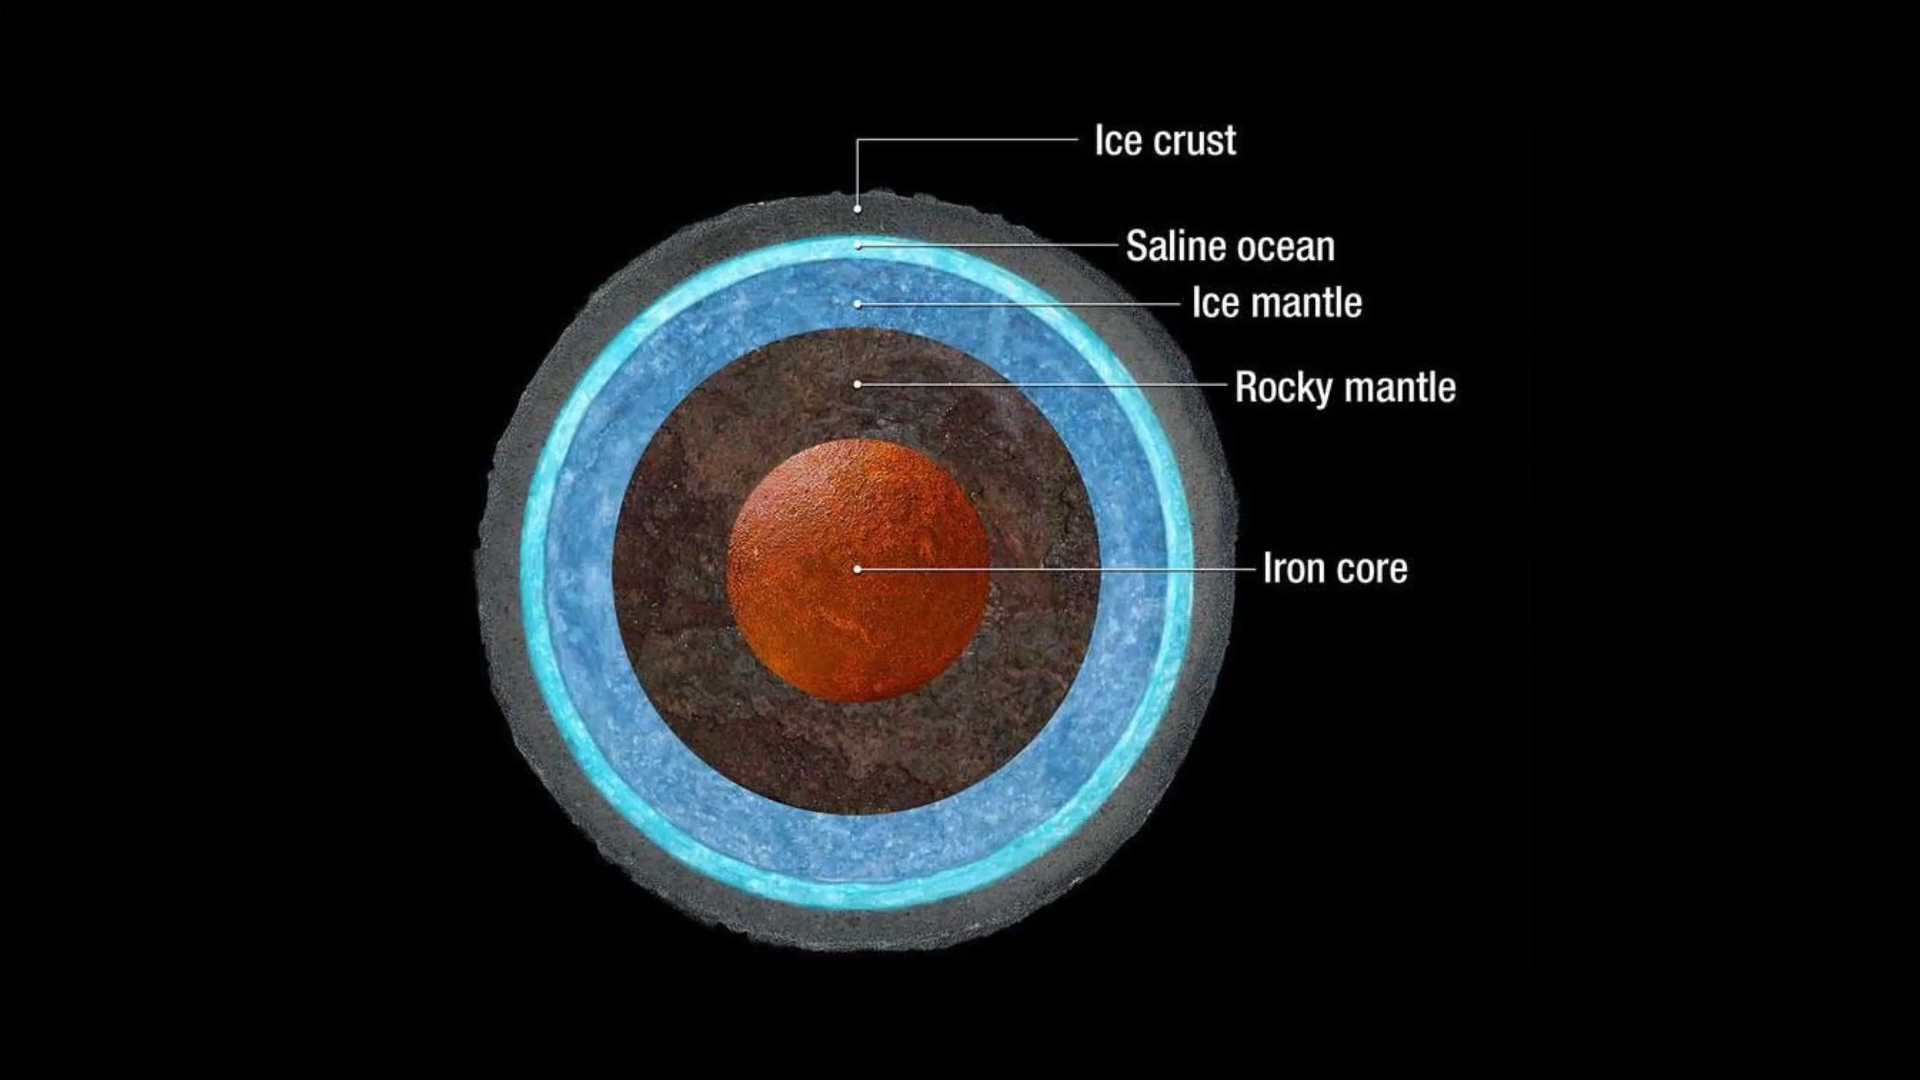 Ice crust
Saline ocean
Ice mantle
Rocky mantle
Iron core